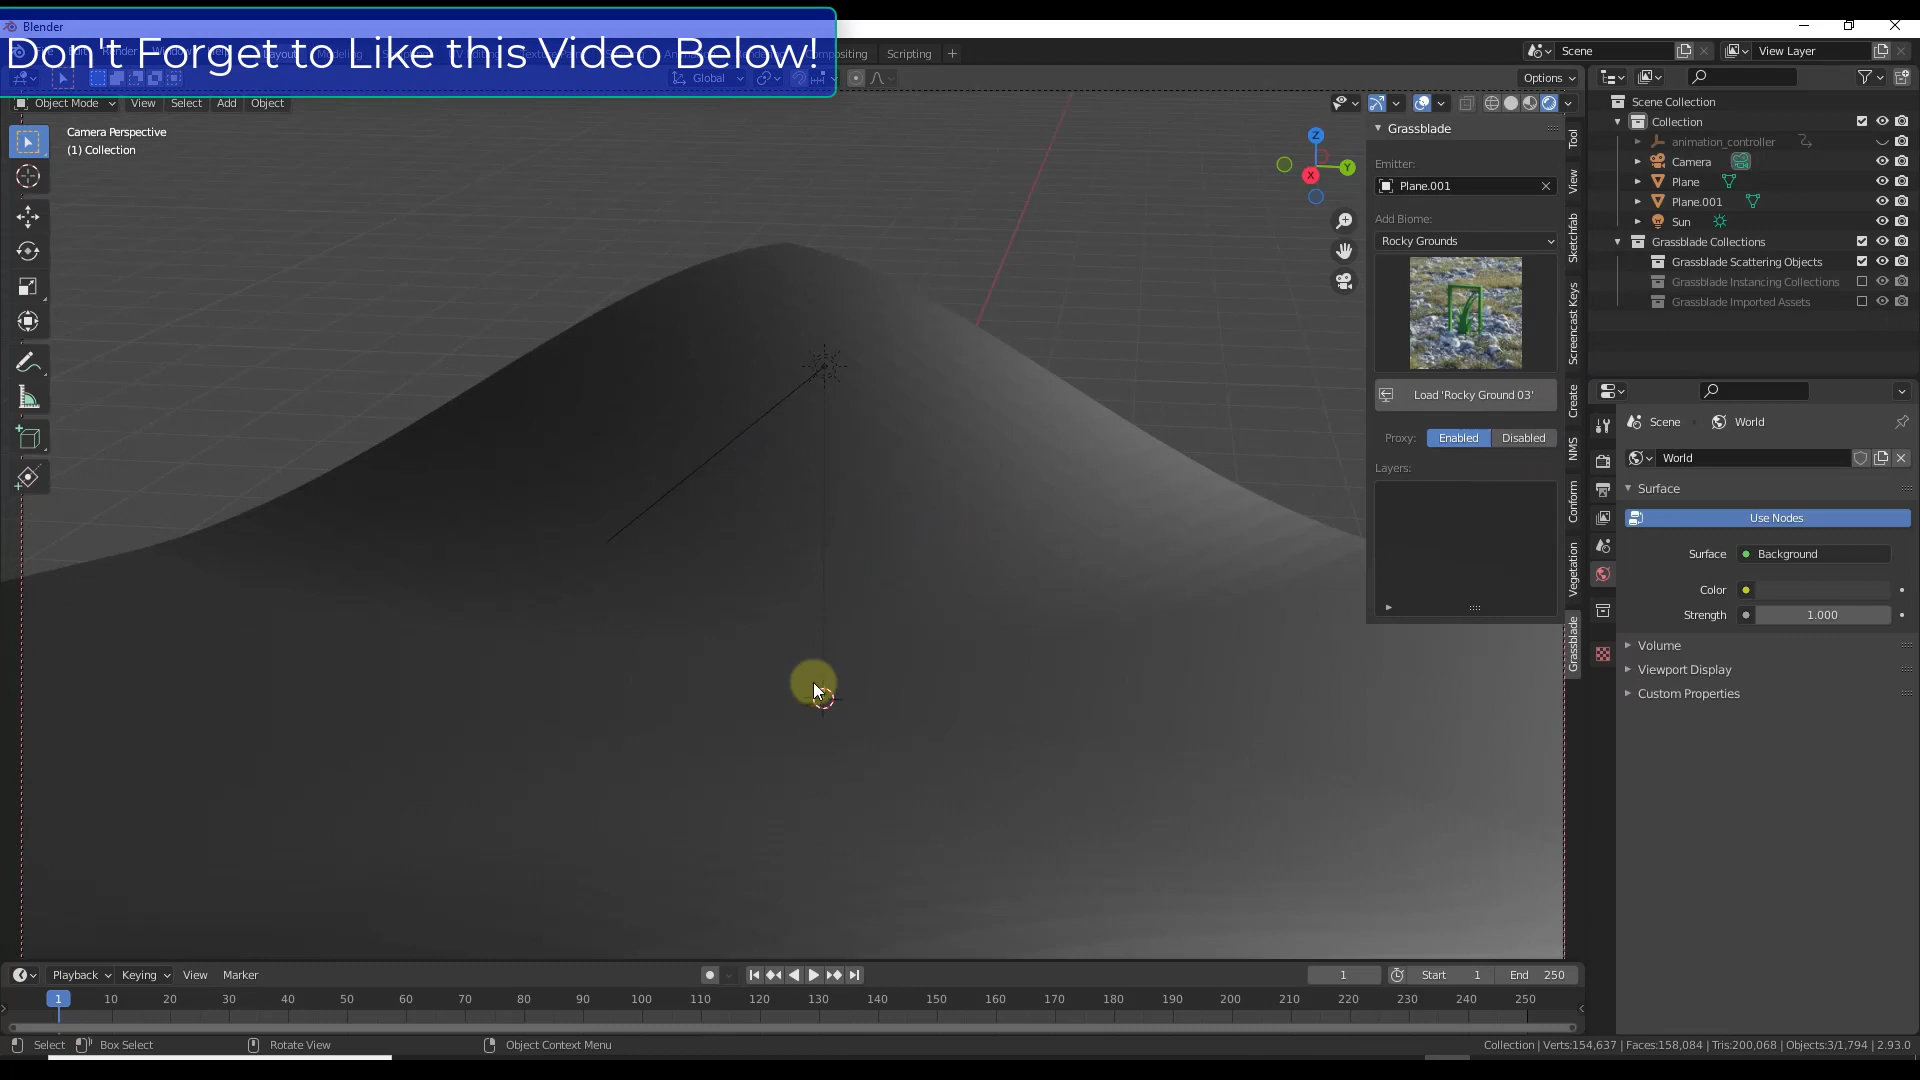 Blender
Don't Forget to Like this Video Below!
Compositing
Scripting
Scene
View Layer
Global
Options
Object Mode
View
Select
Add
Object
Camera Perspective
(1) Collection
Z
Y
X
Grassblade
Emitter:
Plane.001
Add Biome:
Rocky Grounds
Load 'Rocky Ground 03'
Proxy:
Enabled
Disabled
Layers:
Tool
View
Sketchfab
Screencast Keys
Create
NMS
Conform
Vegetation
Grassblade
Scene Collection
Collection
animation_controller
Camera
Plane
Plane.001
Sun
Grassblade Collections
Grassblade Scattering Objects
Grassblade Instancing Collections
Grassblade Imported Assets
Scene
World
World
Surface
Use Nodes
Surface
Background
Color
Strength
1.000
Volume
Viewport Display
Custom Properties
Playback
Keying
View
Marker
1
Start 1
End 250
1 10 20 30 40 50 60 70 80 90 100 110 120 130 140 150 160 170 180 190 200 210 220 230 240 250
Select
Box Select
Rotate View
Object Context Menu
Collection | Verts:154,637 | Faces:158,084 | Tris:200,068 | Objects:3/1,794 | 2.93.0